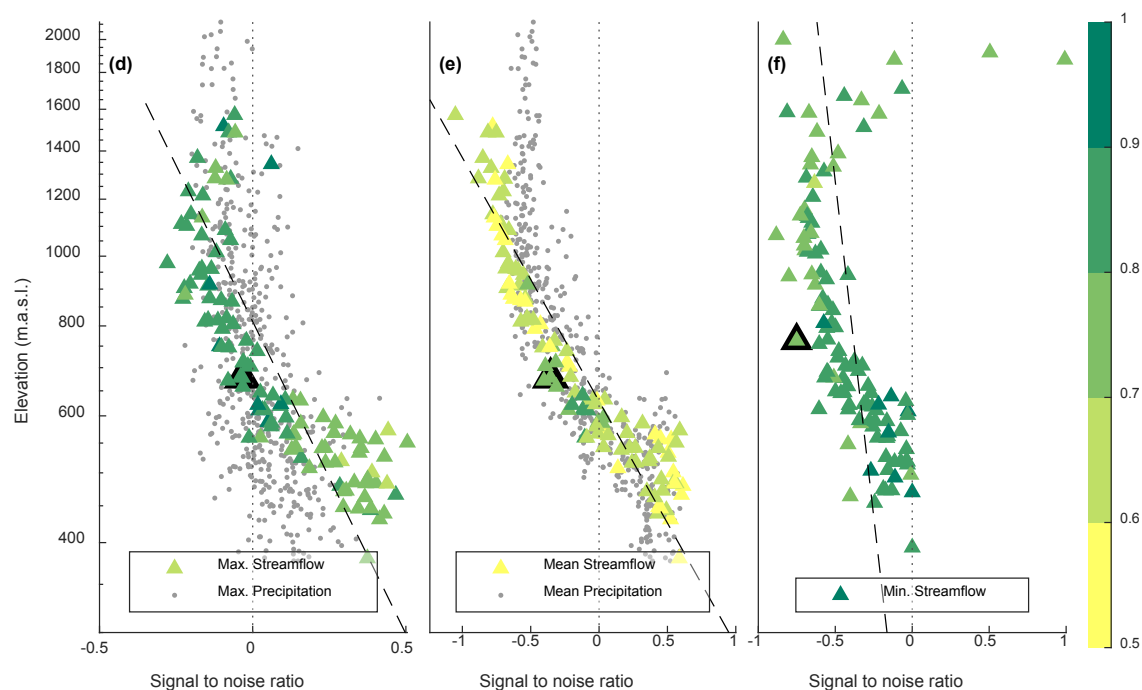 (d)
(e)
(f)
Elevation (m.a.s.l.)
2000
1800
1600
1400
1200
1000
800
600
400
Max. Streamflow
Max. Precipitation
Mean Streamflow
Mean Precipitation
Min. Streamflow
-0.5
0
0.5
-1
-0.5
0
0.5
1
-1
-0.5
0
0.5
1
Signal to noise ratio
Signal to noise ratio
Signal to noise ratio
1
0.9
0.8
0.7
0.6
0.5